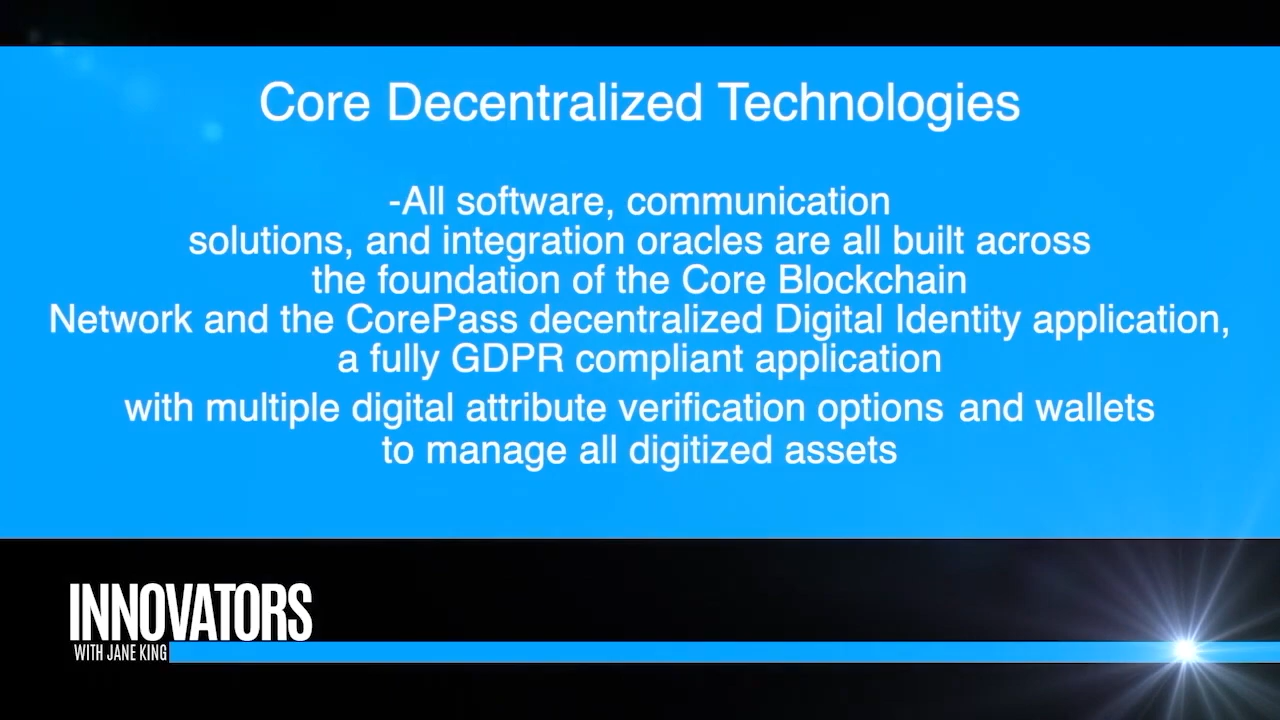 Core Decentralized Technologies
-All software, communication
solutions, and integration oracles are all built across
the foundation of the Core Blockchain
Network and the CorePass decentralized Digital Identity application,
a fully GDPR compliant application
with multiple digital attribute verification options and wallets
to manage all digitized assets
INNOVATORS
WITH JANE KING